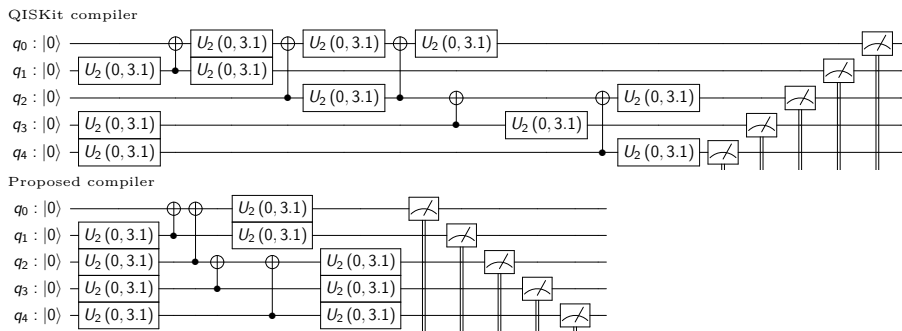 QISKit compiler
q0 : |0⟩ U2 (0, 3.1) U2 (0, 3.1) U2 (0, 3.1)
q1 : |0⟩ U2 (0, 3.1) U2 (0, 3.1)
q2 : |0⟩ U2 (0, 3.1) U2 (0, 3.1)
q3 : |0⟩ U2 (0, 3.1) U2 (0, 3.1)
q4 : |0⟩ U2 (0, 3.1) U2 (0, 3.1)
Proposed compiler
q0 : |0⟩ U2 (0, 3.1)
q1 : |0⟩ U2 (0, 3.1) U2 (0, 3.1)
q2 : |0⟩ U2 (0, 3.1) U2 (0, 3.1)
q3 : |0⟩ U2 (0, 3.1) U2 (0, 3.1)
q4 : |0⟩ U2 (0, 3.1) U2 (0, 3.1)